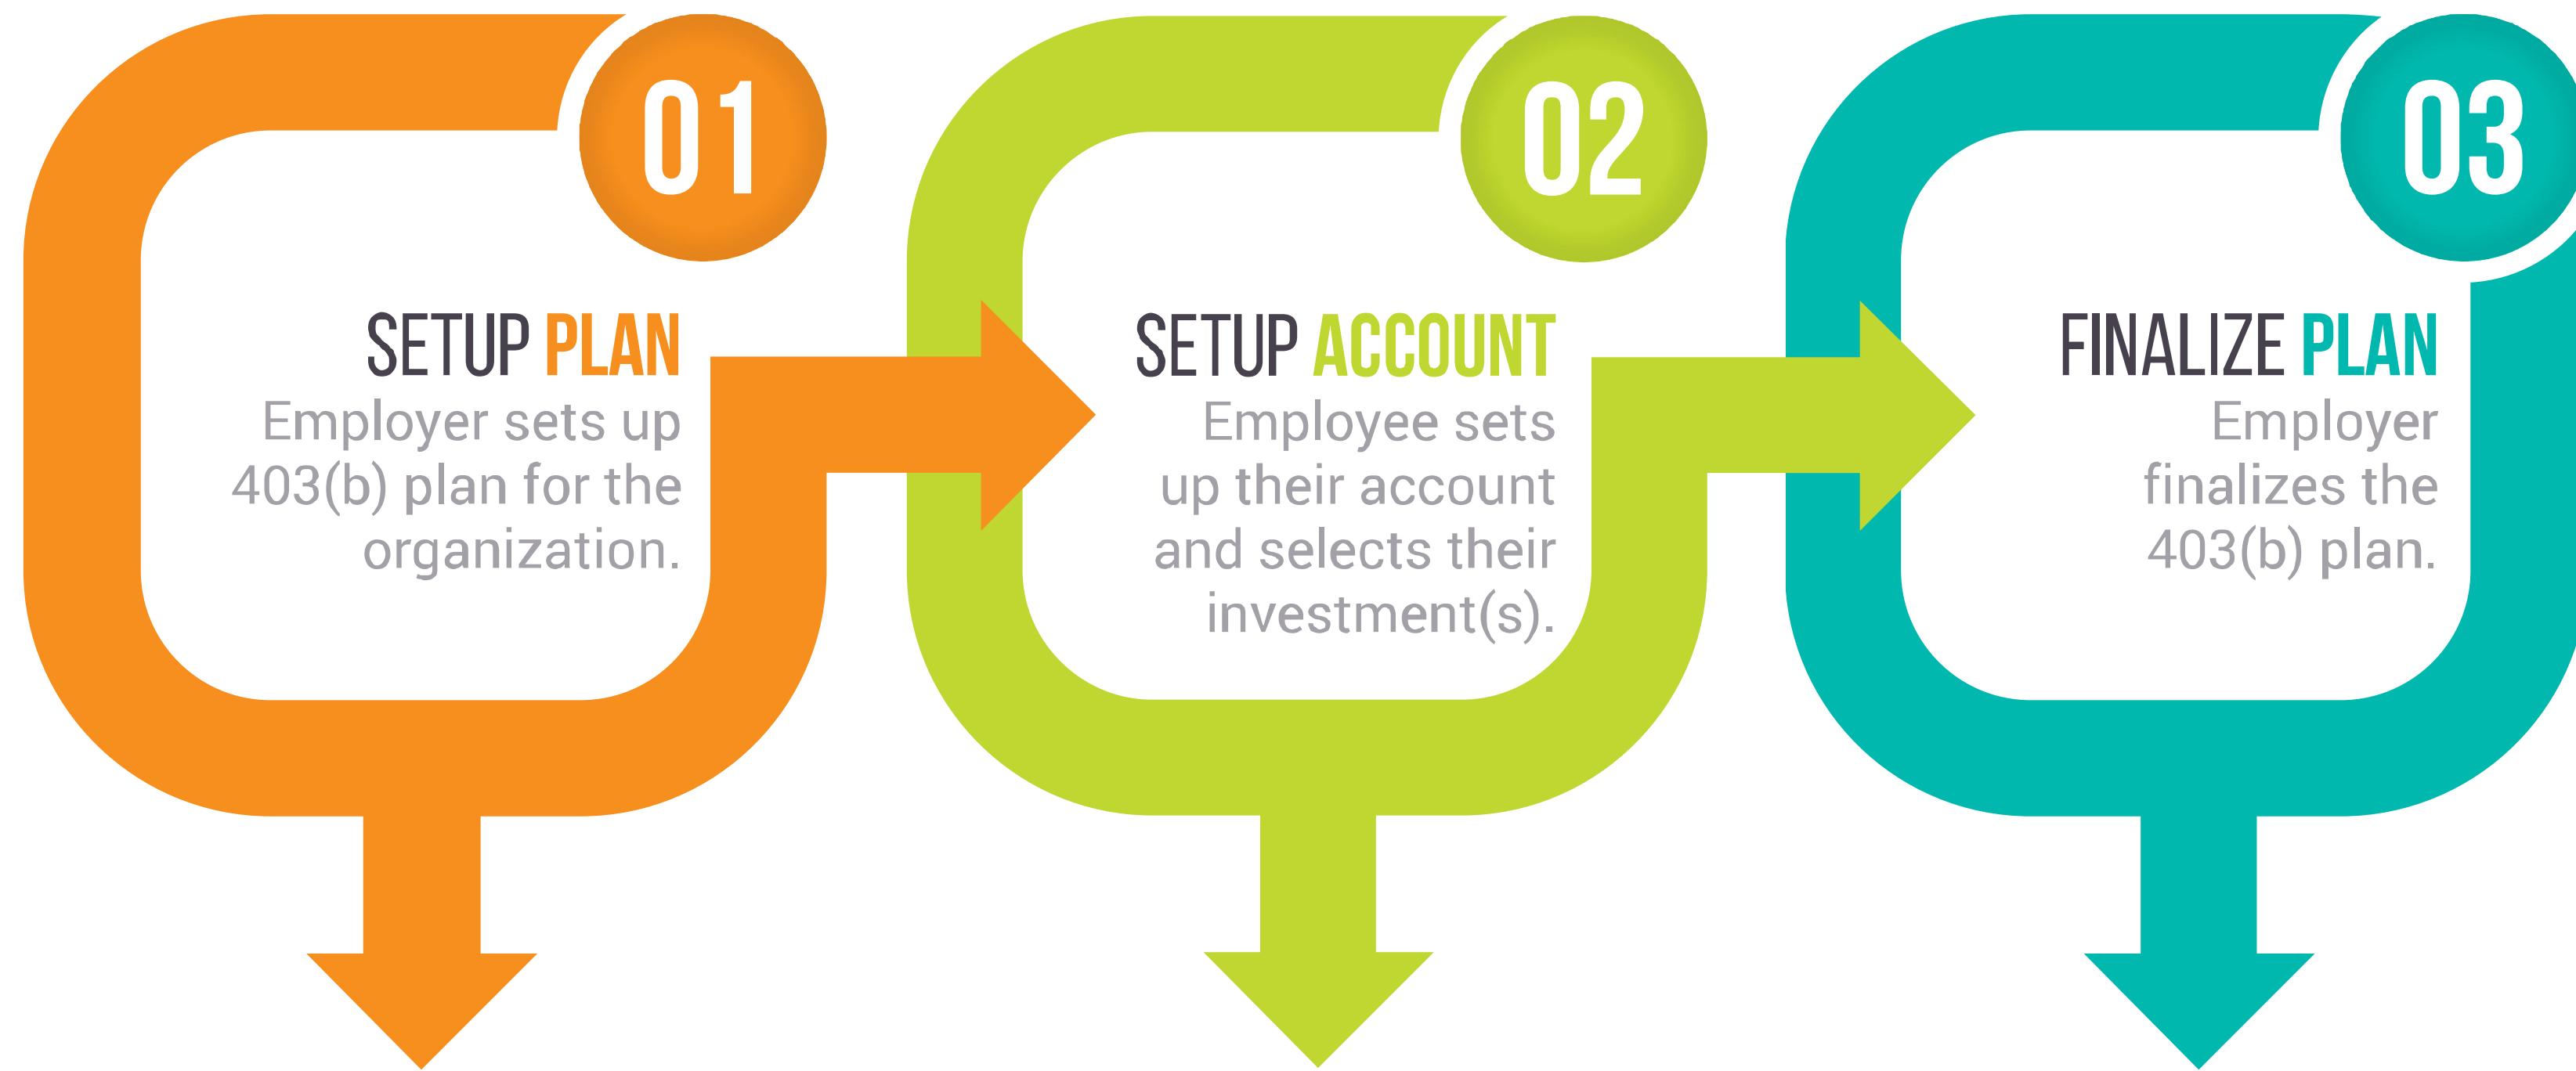 01
SETUP PLAN
Employer sets up
403(b) plan for the
organization.
02
SETUP ACCOUNT
Employee sets
up their account
and selects their
investment(s).
03
FINALIZE PLAN
Employer
finalizes the
403(b) plan.